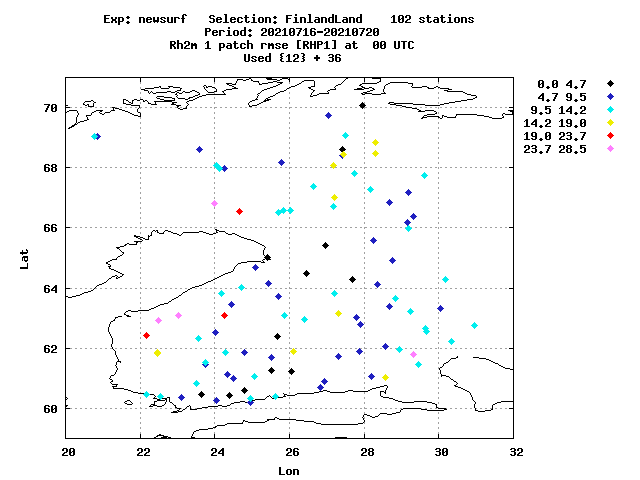 Exp: newsurf   Selection: FinlandLand    102 stations
Period: 20210716-20210720
Rh2m 1 patch rmse [RHP1] at  00 UTC
Used {12} + 36
0.0 4.7
4.7 9.5
9.5 14.2
14.2 19.0
19.0 23.7
23.7 28.5
70
68
66
64
62
60
Lat
20 22 24 26 28 30 32
Lon